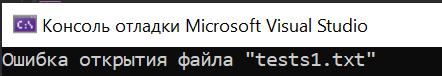 Консоль отладки Microsoft Visual Studio
Ошибка открытия файла "tests1.txt"